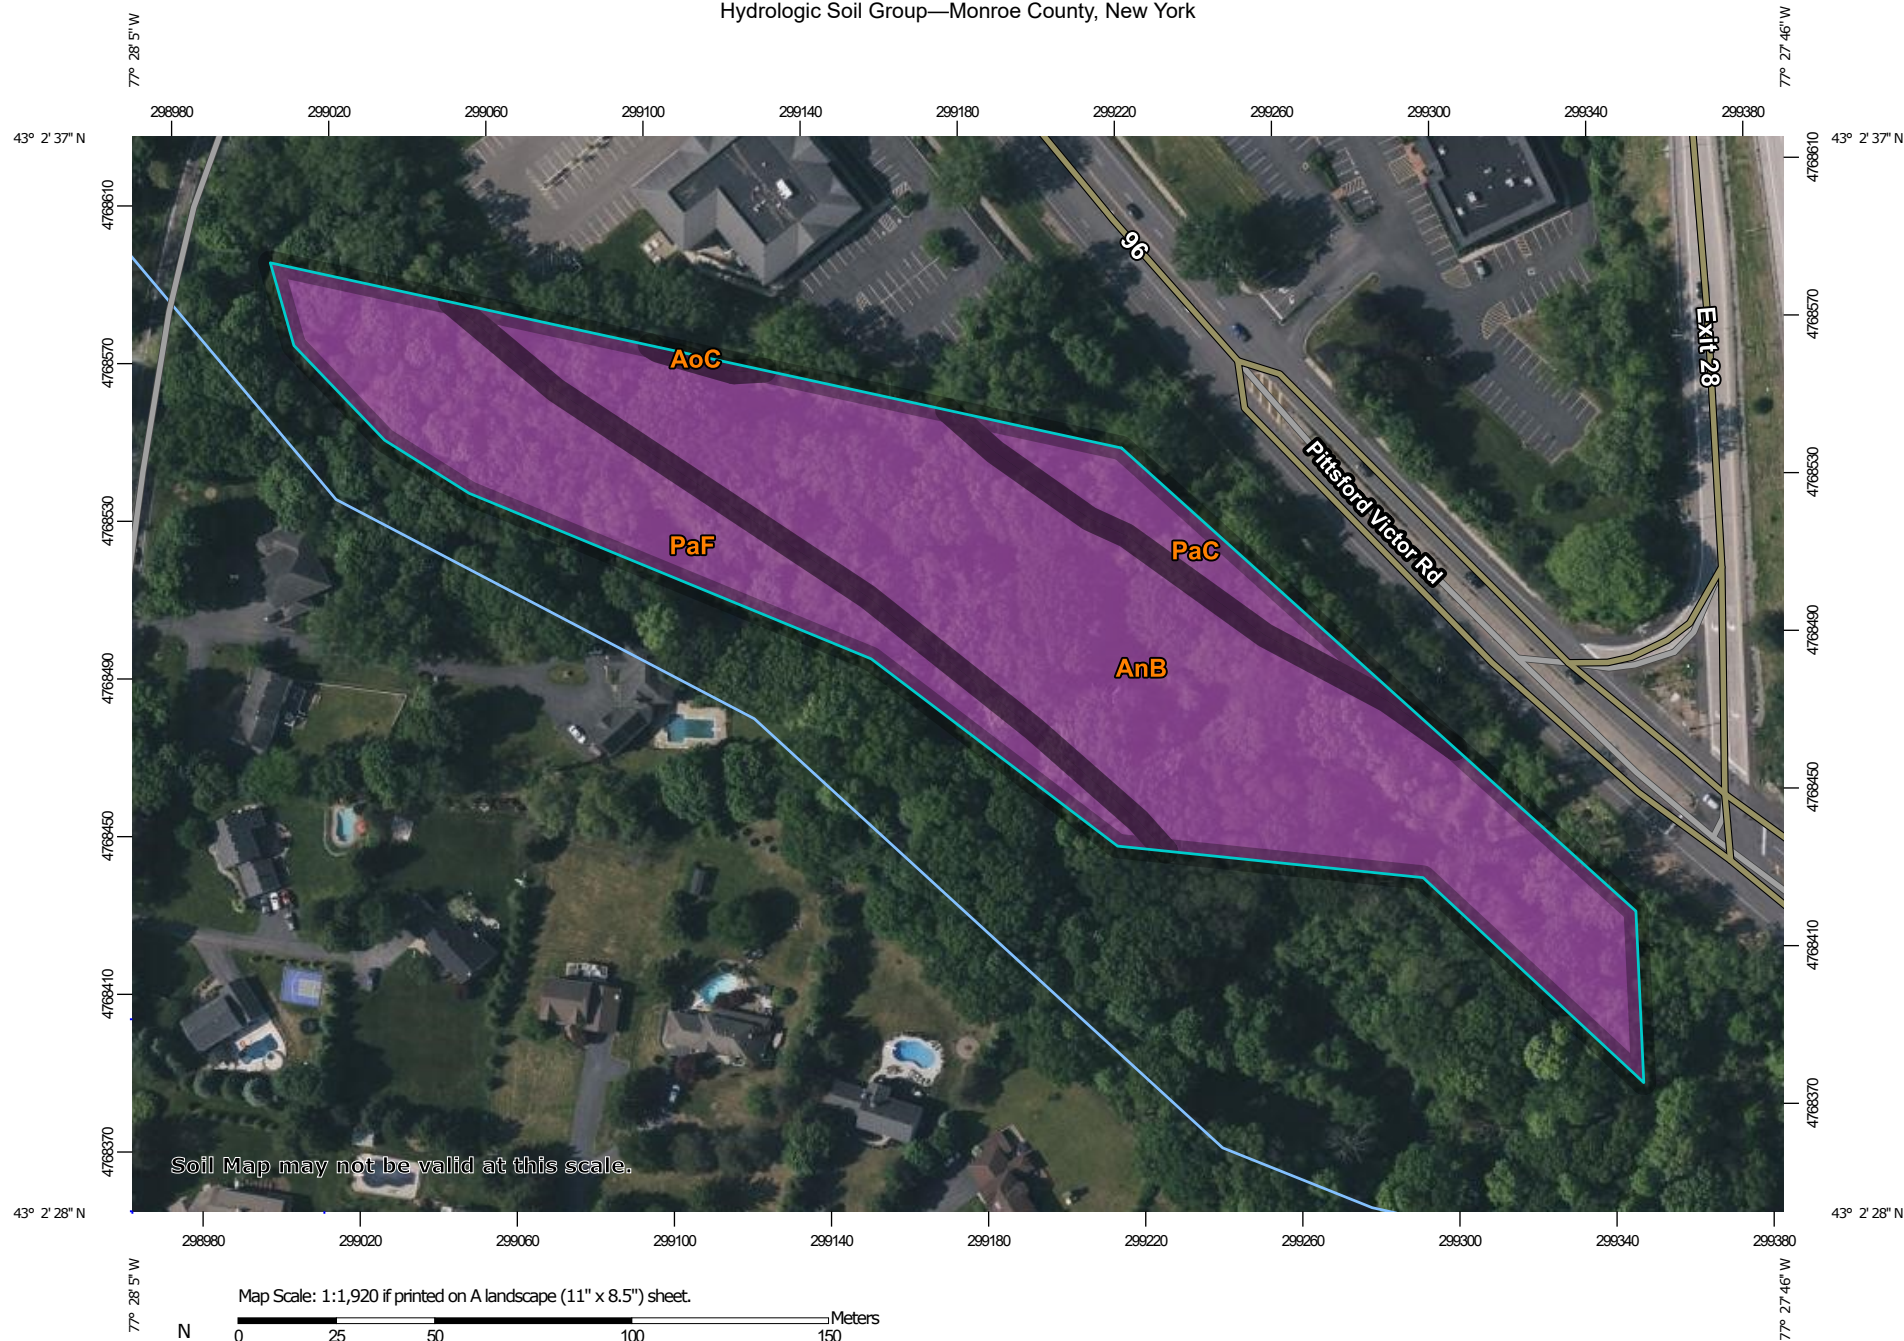 Hydrologic Soil Group—Monroe County, New York
77° 28' 5'' W
77° 27' 46'' W
298980 299020 299060 299100 299140 299180 299220 299260 299300 299340 299380
43° 2' 37'' N
43° 2' 37'' N
4768610
4768570
4768530
4768490
4768450
4768410
4768370
4768610
4768570
4768530
4768490
4768450
4768410
4768370
96
Exit 28
AoC
Pittsford Victor Rd
PaF
PaC
AnB
Soil Map may not be valid at this scale.
43° 2' 28'' N
43° 2' 28'' N
298980 299020 299060 299100 299140 299180 299220 299260 299300 299340 299380
77° 28' 5'' W
77° 27' 46'' W
Map Scale: 1:1,920 if printed on A landscape (11" x 8.5") sheet.
Meters
N
0 25 50 100 150